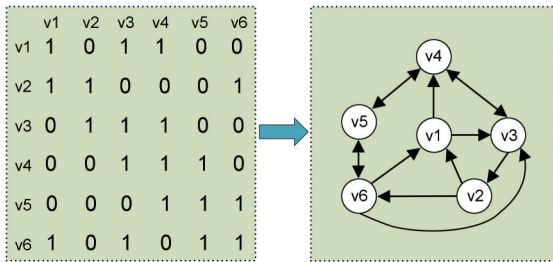 v1 v2 v3 v4 v5 v6
v1 1 0 1 1 0 0
v2 1 1 0 0 0 1
v3 0 1 1 1 0 0
v4 0 0 1 1 1 0
v5 0 0 0 1 1 1
v6 1 0 1 0 1 1
v4
v5
v1
v3
v6
v2